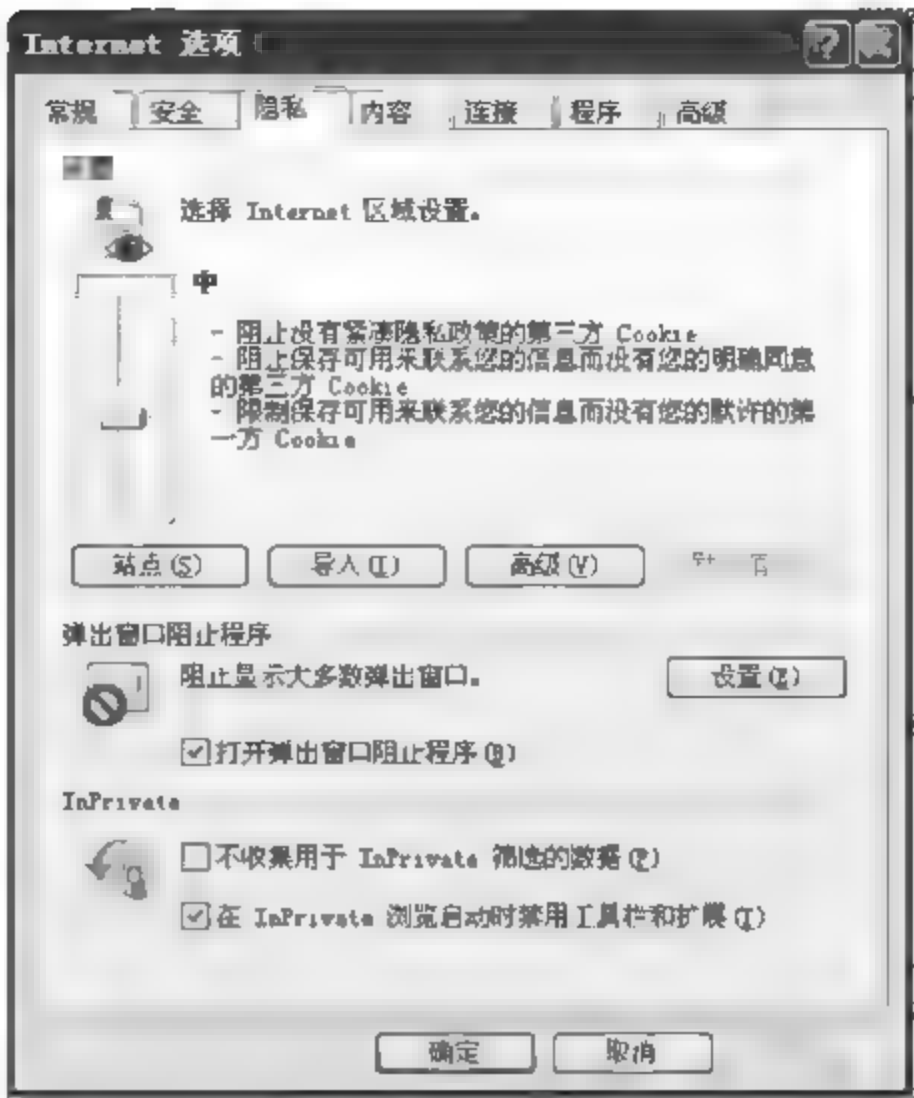 Internet 选项
常规 安全 隐私 内容 连接 程序 高级
选择 Internet 区域设置。
中
- 阻止没有紧凑隐私政策的第三方 Cookie
- 阻止保存可用来联系您的信息而没有您的明确同意
的第三方 Cookie
- 限制保存可用来联系您的信息而没有您的默许的第
一方 Cookie
站点(S) 导入(I) 高级(V)
弹出窗口阻止程序
阻止显示大多数弹出窗口。 设置(E)
打开弹出窗口阻止程序(B)
InPrivate
不收集用于 InPrivate 筛选的数据(P)
在 InPrivate 浏览启动时禁用工具栏和扩展(T)
确定 取消